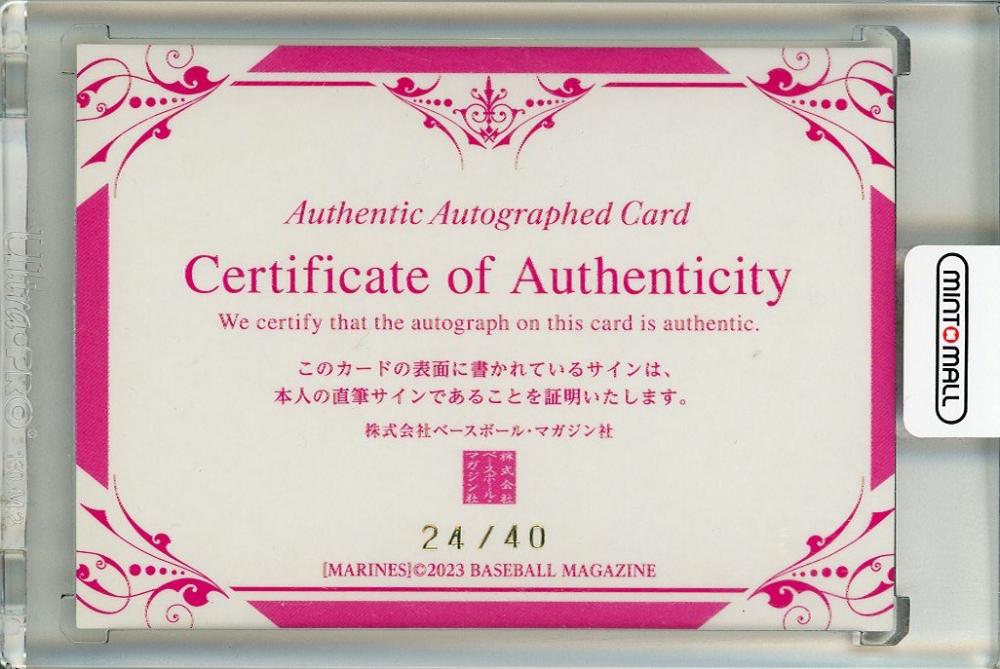 Authentic Autographed Card
Certificate of Authenticity
We certify that the autograph on this card is authentic.
このカードの表面に書かれているサインは、
本人の直筆サインであることを証明いたします。
株式会社ベースボール・マガジン社
株式会社
ベースボール・
マガジン社
24/40
[MARINES]©2023 BASEBALL MAGAZINE
MINT MALL
Ultra·PRO®